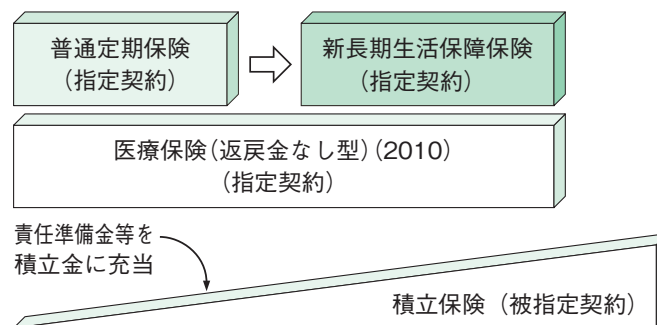 普通定期保険
（指定契約）
新長期生活保障保険
（指定契約）
医療保険（返戻金なし型）（2010）
（指定契約）
責任準備金等を
積立金に充当
積立保険（被指定契約）